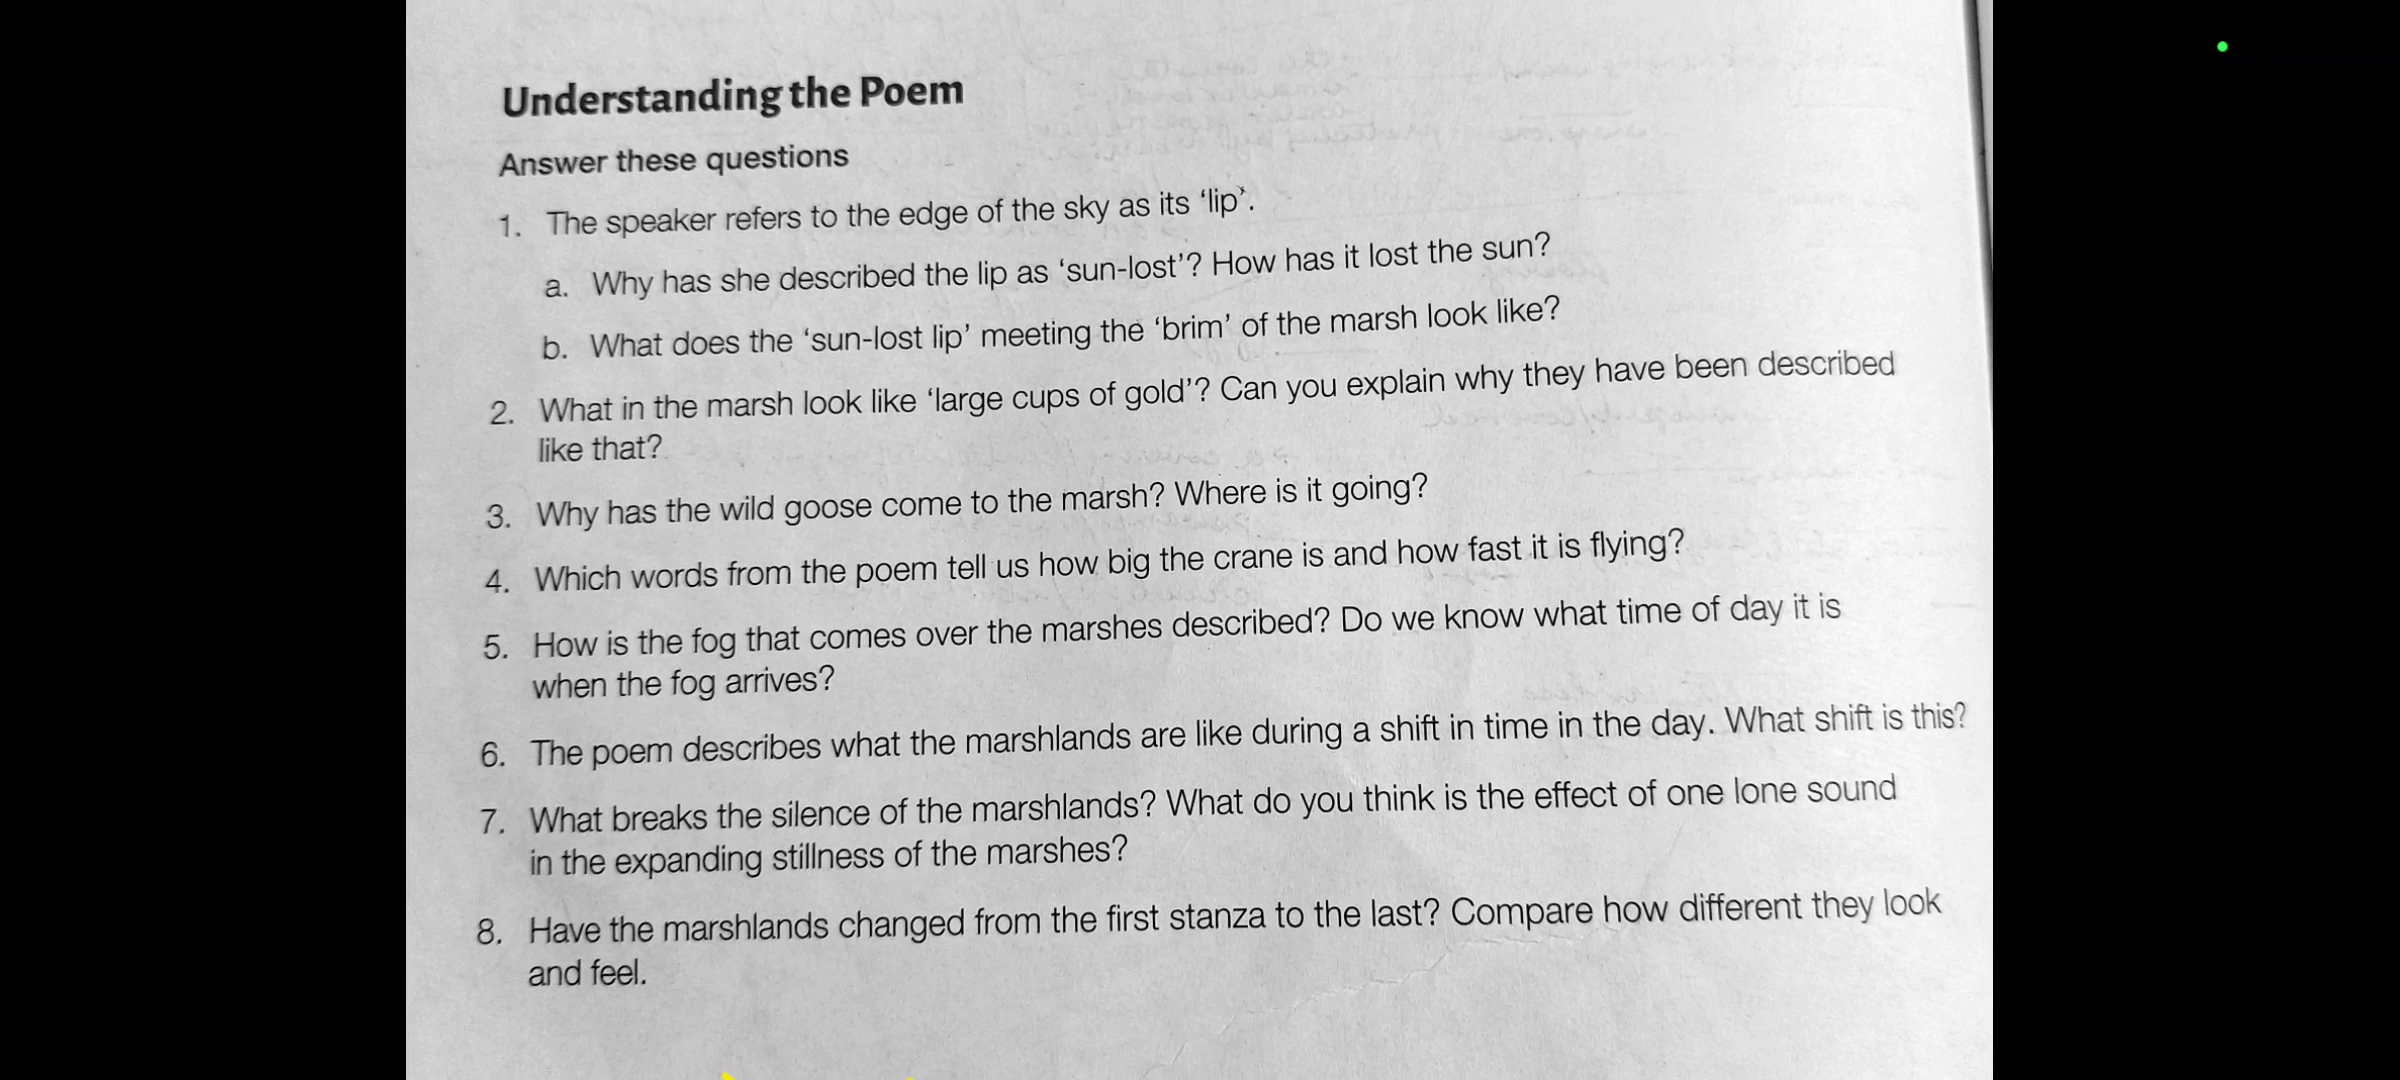 Understanding the Poem
Answer these questions
1. The speaker refers to the edge of the sky as its ‘lip’.
a. Why has she described the lip as ‘sun-lost’? How has it lost the sun?
b. What does the ‘sun-lost lip’ meeting the ‘brim’ of the marsh look like?
2. What in the marsh look like ‘large cups of gold’? Can you explain why they have been described
like that?
3. Why has the wild goose come to the marsh? Where is it going?
4. Which words from the poem tell us how big the crane is and how fast it is flying?
5. How is the fog that comes over the marshes described? Do we know what time of day it is
when the fog arrives?
6. The poem describes what the marshlands are like during a shift in time in the day. What shift is this?
7. What breaks the silence of the marshlands? What do you think is the effect of one lone sound
in the expanding stillness of the marshes?
8. Have the marshlands changed from the first stanza to the last? Compare how different they look
and feel.